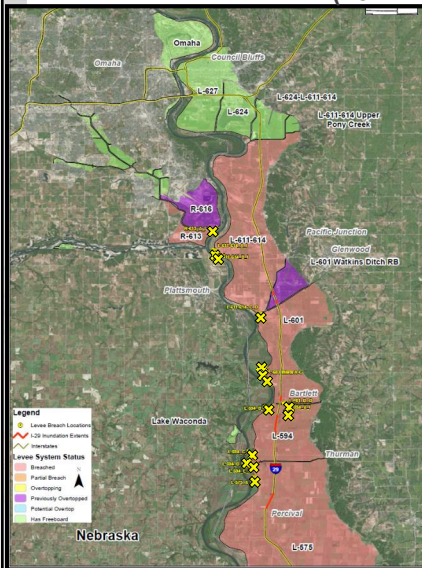 Omaha
Omaha
Council Bluffs
L-627
L-624
L-624-L-611-614
L-611-614 Upper
Pony Creek
R-616
R-613
L-611-614
Pacific Junction
Glenwood
L-601 Watkins Ditch RB
Plattsmouth
L-601
Bartlett
Lake Waconda
L-594
Thurman
29
Percival
L-575
Nebraska
Legend
Levee Breach Locations
I-29 Inundation Extents
Interstates
Levee System Status
Breached
Partial Breach
Overtopping
Previously Overtopped
Potential Overtop
Has Freeboard
N